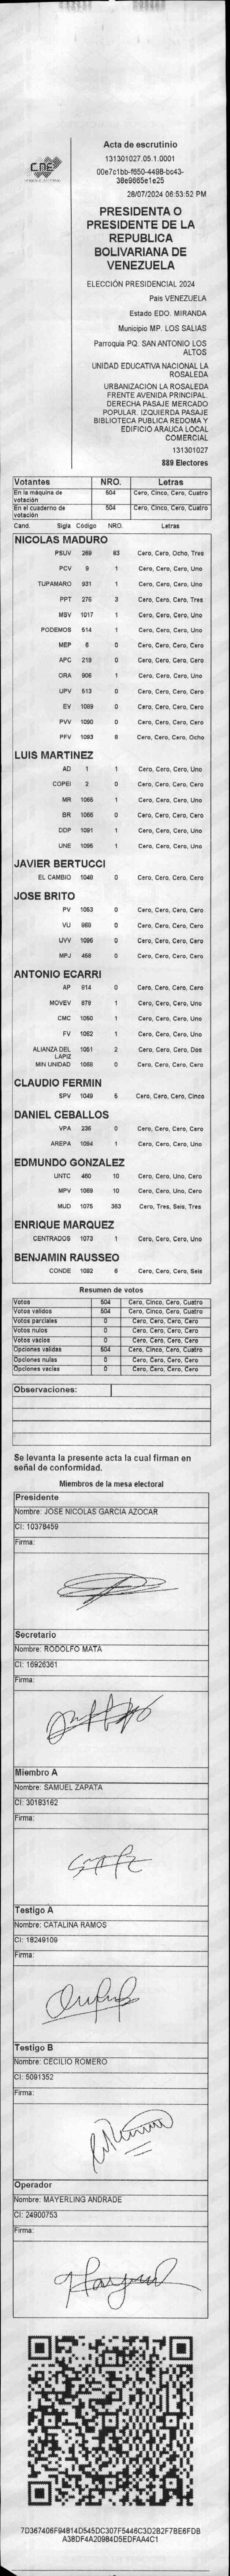 CNE
Acta de escrutinio
131301027.05.1.0001
00e7c1bb-f650-4498-bc43-
38e9865e1e25
28/07/2024 06:53:52 PM
PRESIDENTA O
PRESIDENTE DE LA
REPUBLICA
BOLIVARIANA DE
VENEZUELA
ELECCIÓN PRESIDENCIAL 2024
País VENEZUELA
Estado EDO. MIRANDA
Municipio MP. LOS SALIAS
Parroquia PQ. SAN ANTONIO LOS
ALTOS
UNIDAD EDUCATIVA NACIONAL LA
ROSALEDA
URBANIZACION LA ROSALEDA
FRENTE AVENIDA PRINCIPAL.
DERECHA PASAJE MERCADO
POPULAR. IZQUIERDA PASAJE
BIBLIOTECA PUBLICA REDOMA Y
EDIFICIO ARAUCA LOCAL
COMERCIAL
131301027
889 Electores
Votantes NRO. Letras
En la máquina de votación 504 Cero, Cinco, Cero, Cuatro
En el cuaderno de votación 504 Cero, Cinco, Cero, Cuatro
Cand. Sigla Código NRO. Letras
NICOLAS MADURO
PSUV 269 83 Cero, Cero, Ocho, Tres
PCV 9 1 Cero, Cero, Cero, Uno
TUPAMARO 931 1 Cero, Cero, Cero, Uno
PPT 276 3 Cero, Cero, Cero, Tres
MSV 1017 1 Cero, Cero, Cero, Uno
PODEMOS 514 1 Cero, Cero, Cero, Uno
MEP 6 0 Cero, Cero, Cero, Cero
APC 219 0 Cero, Cero, Cero, Cero
ORA 906 1 Cero, Cero, Cero, Uno
UPV 513 0 Cero, Cero, Cero, Cero
EV 1089 0 Cero, Cero, Cero, Cero
PVV 1090 0 Cero, Cero, Cero, Cero
PFV 1093 8 Cero, Cero, Cero, Ocho
LUIS MARTINEZ
AD 1 1 Cero, Cero, Cero, Uno
COPEI 2 0 Cero, Cero, Cero, Cero
MR 1065 1 Cero, Cero, Cero, Uno
BR 1066 0 Cero, Cero, Cero, Cero
DDP 1091 1 Cero, Cero, Cero, Uno
UNE 1095 1 Cero, Cero, Cero, Uno
JAVIER BERTUCCI
EL CAMBIO 1048 0 Cero, Cero, Cero, Cero
JOSE BRITO
PV 1053 0 Cero, Cero, Cero, Cero
VU 869 0 Cero, Cero, Cero, Cero
UVV 1096 0 Cero, Cero, Cero, Cero
MPJ 458 0 Cero, Cero, Cero, Cero
ANTONIO ECARRI
AP 814 0 Cero, Cero, Cero, Cero
MOVEV 879 1 Cero, Cero, Cero, Uno
CMC 1050 1 Cero, Cero, Cero, Uno
FV 1052 1 Cero, Cero, Cero, Uno
ALIANZA DEL LAPIZ 1051 2 Cero, Cero, Cero, Dos
MIN UNIDAD 1068 0 Cero, Cero, Cero, Cero
CLAUDIO FERMIN
SPV 1049 5 Cero, Cero, Cero, Cinco
DANIEL CEBALLOS
VPA 236 0 Cero, Cero, Cero, Cero
AREPA 1094 1 Cero, Cero, Cero, Uno
EDMUNDO GONZALEZ
UNTC 460 10 Cero, Cero, Uno, Cero
MPV 1069 10 Cero, Cero, Uno, Cero
MUD 1075 363 Cero, Tres, Seis, Tres
ENRIQUE MARQUEZ
CENTRADOS 1073 1 Cero, Cero, Cero, Uno
BENJAMIN RAUSSEO
CONDE 1092 6 Cero, Cero, Cero, Seis
Resumen de votos
Votos 504 Cero, Cinco, Cero, Cuatro
Votos validos 504 Cero, Cinco, Cero, Cuatro
Votos parciales 0 Cero, Cero, Cero, Cero
Votos nulos 0 Cero, Cero, Cero, Cero
Votos vacíos 0 Cero, Cero, Cero, Cero
Opciones validas 504 Cero, Cinco, Cero, Cuatro
Opciones nulas 0 Cero, Cero, Cero, Cero
Opciones vacías 0 Cero, Cero, Cero, Cero
Observaciones:
Se levanta la presente acta la cual firman en
señal de conformidad.
Miembros de la mesa electoral
Presidente
Nombre: JOSE NICOLAS GARCIA AZOCAR
CI: 10378459
Firma:
Secretario
Nombre: RODOLFO MATA
CI: 16926361
Firma:
Miembro A
Nombre: SAMUEL ZAPATA
CI: 30183162
Firma:
Testigo A
Nombre: CATALINA RAMOS
CI: 18249109
Firma:
Testigo B
Nombre: CECILIO ROMERO
CI: 5091352
Firma:
Operador
Nombre: MAYERLING ANDRADE
CI: 24900753
Firma:
7D367406F94814D545DC307F5446C3D2B2F7BE6FDB
A38DF4A20984D5EDFAA4C1